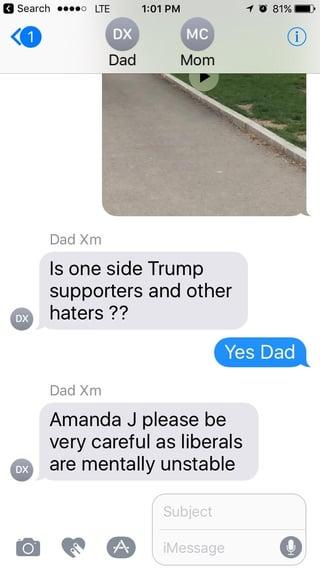 Search ●●●●○ LTE 1:01 PM 81%
1 DX MC i
Dad Mom
Dad Xm
Is one side Trump
supporters and other
haters ??
DX
Yes Dad
Dad Xm
Amanda J please be
very careful as liberals
are mentally unstable
DX
Subject
iMessage